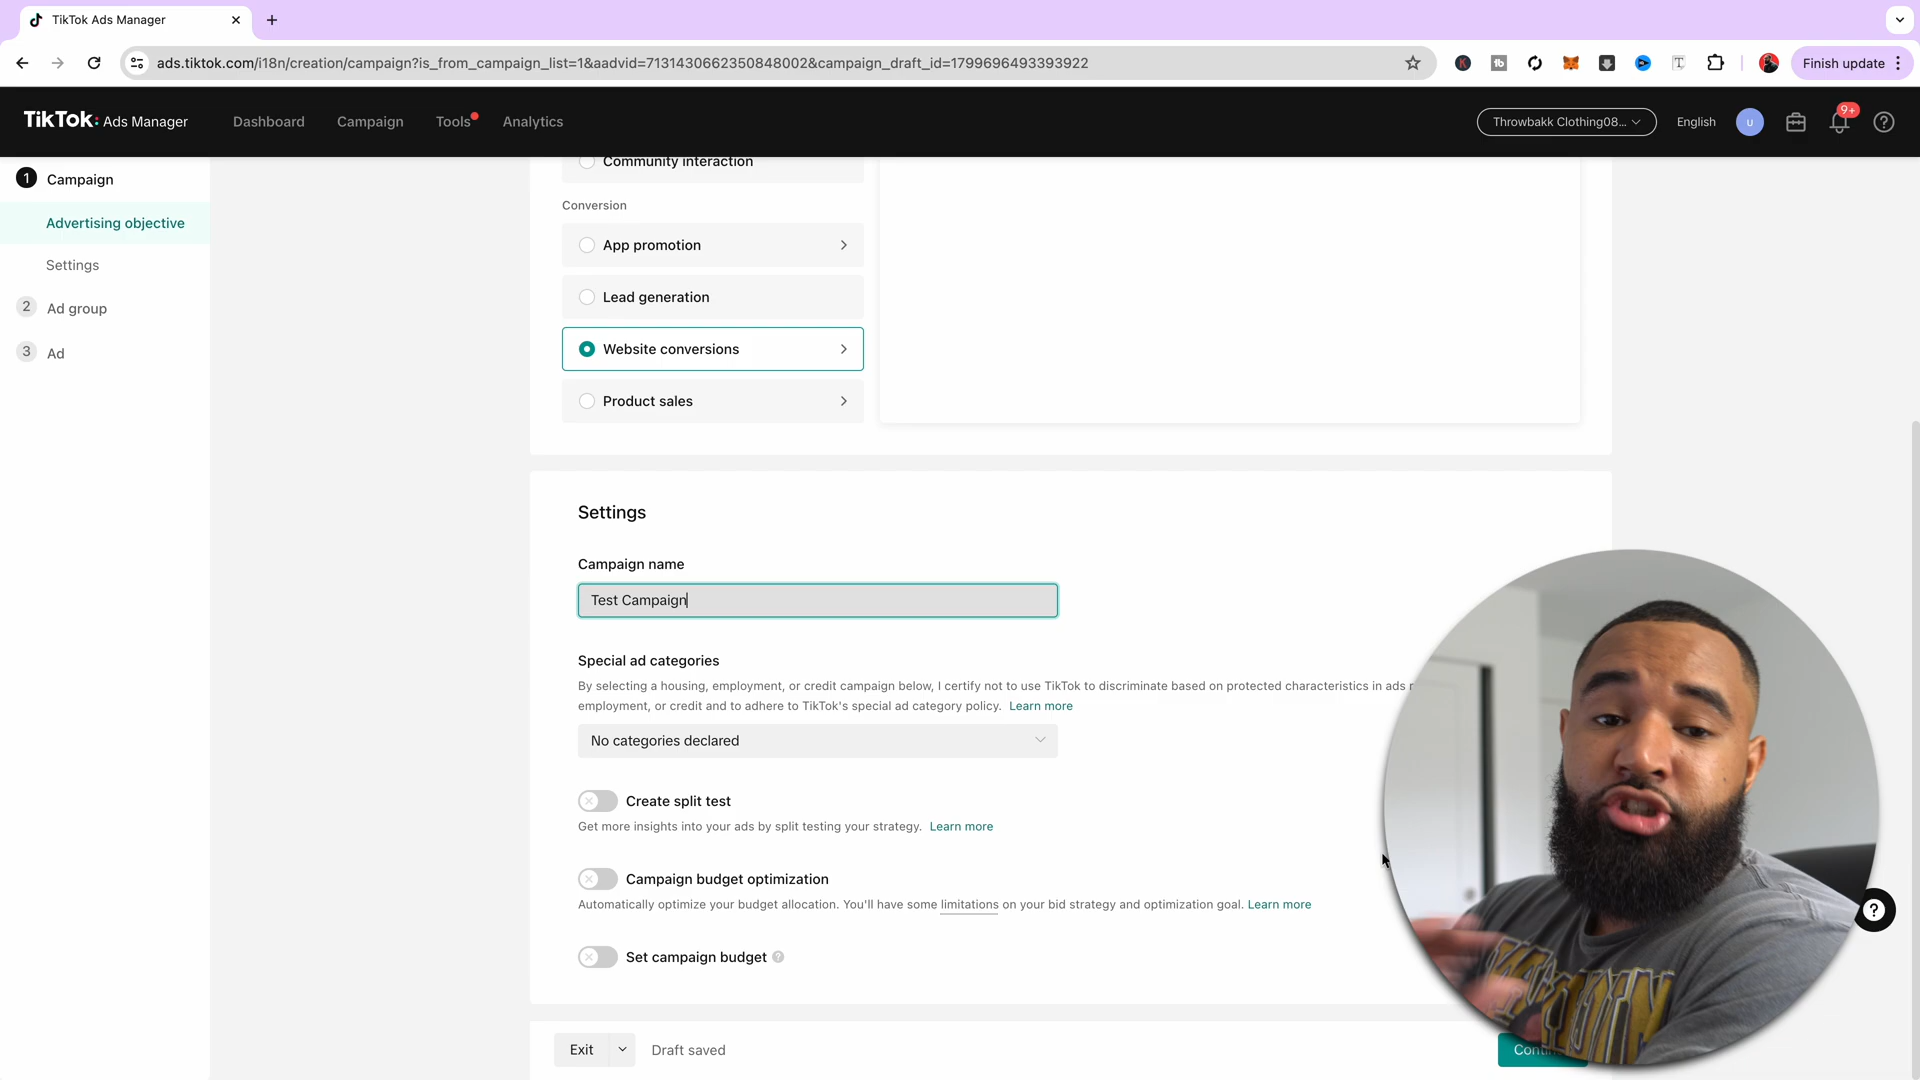 TikTok Ads Manager
ads.tiktok.com/i18n/creation/campaign?is_from_campaign_list=1&aadvid=7131430662350848002&campaign_draft_id=1799696493393922
Finish update
TikTok: Ads Manager
Dashboard
Campaign
Tools
Analytics
Throwbakk Clothing08...
English
U
9+
1 Campaign
Advertising objective
Settings
2 Ad group
3 Ad
Community interaction
Conversion
App promotion
Lead generation
Website conversions
Product sales
Settings
Campaign name
Test Campaign
Special ad categories
By selecting a housing, employment, or credit campaign below, I certify not to use TikTok to discriminate based on protected characteristics in ads
employment, or credit and to adhere to TikTok's special ad category policy. Learn more
No categories declared
Create split test
Get more insights into your ads by split testing your strategy. Learn more
Campaign budget optimization
Automatically optimize your budget allocation. You'll have some limitations on your bid strategy and optimization goal. Learn more
Set campaign budget ?
?
Exit
Draft saved